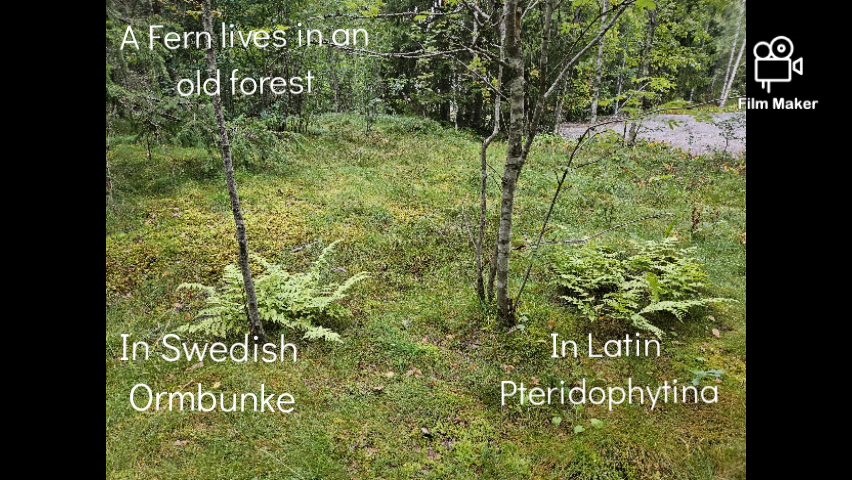 A Fern lives in an
old forest
Film Maker
In Swedish
Ormbunke
In Latin
Pteridophytina